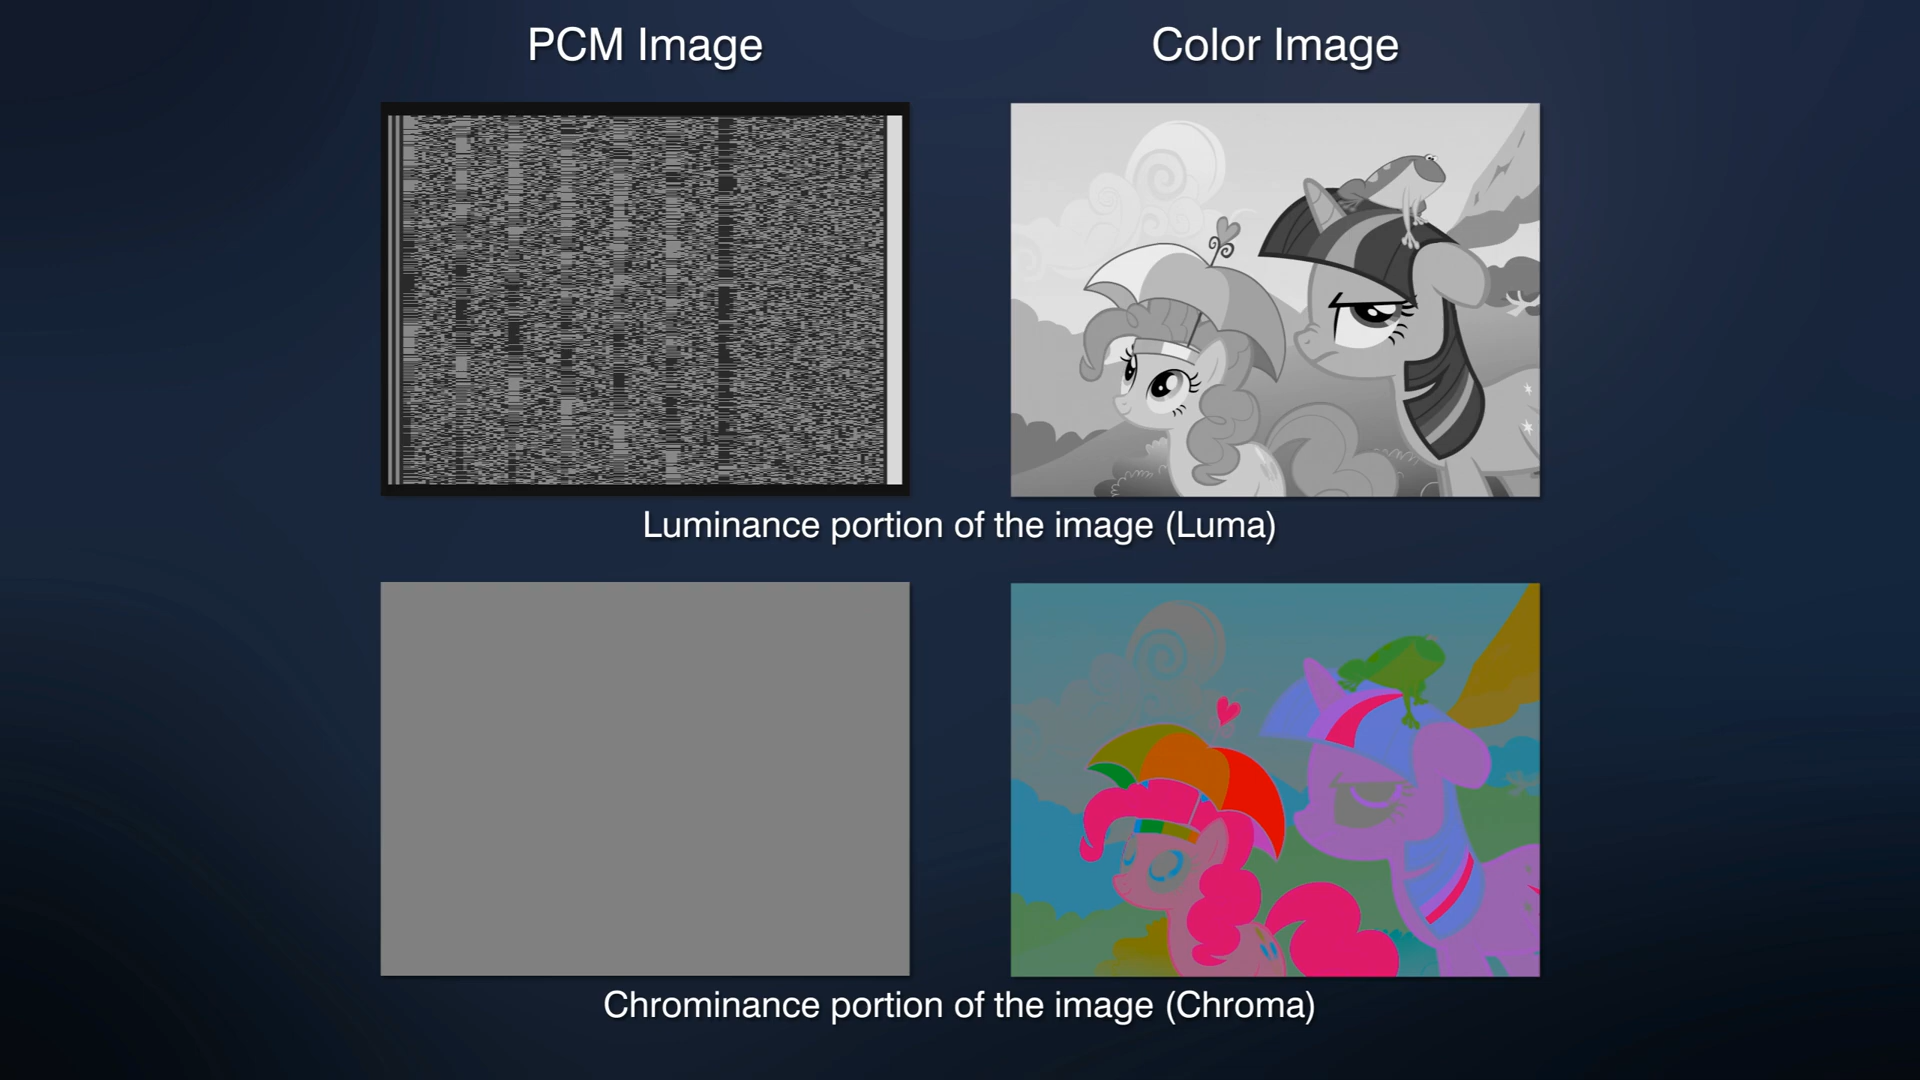 PCM Image
Color Image
Luminance portion of the image (Luma)
Chrominance portion of the image (Chroma)